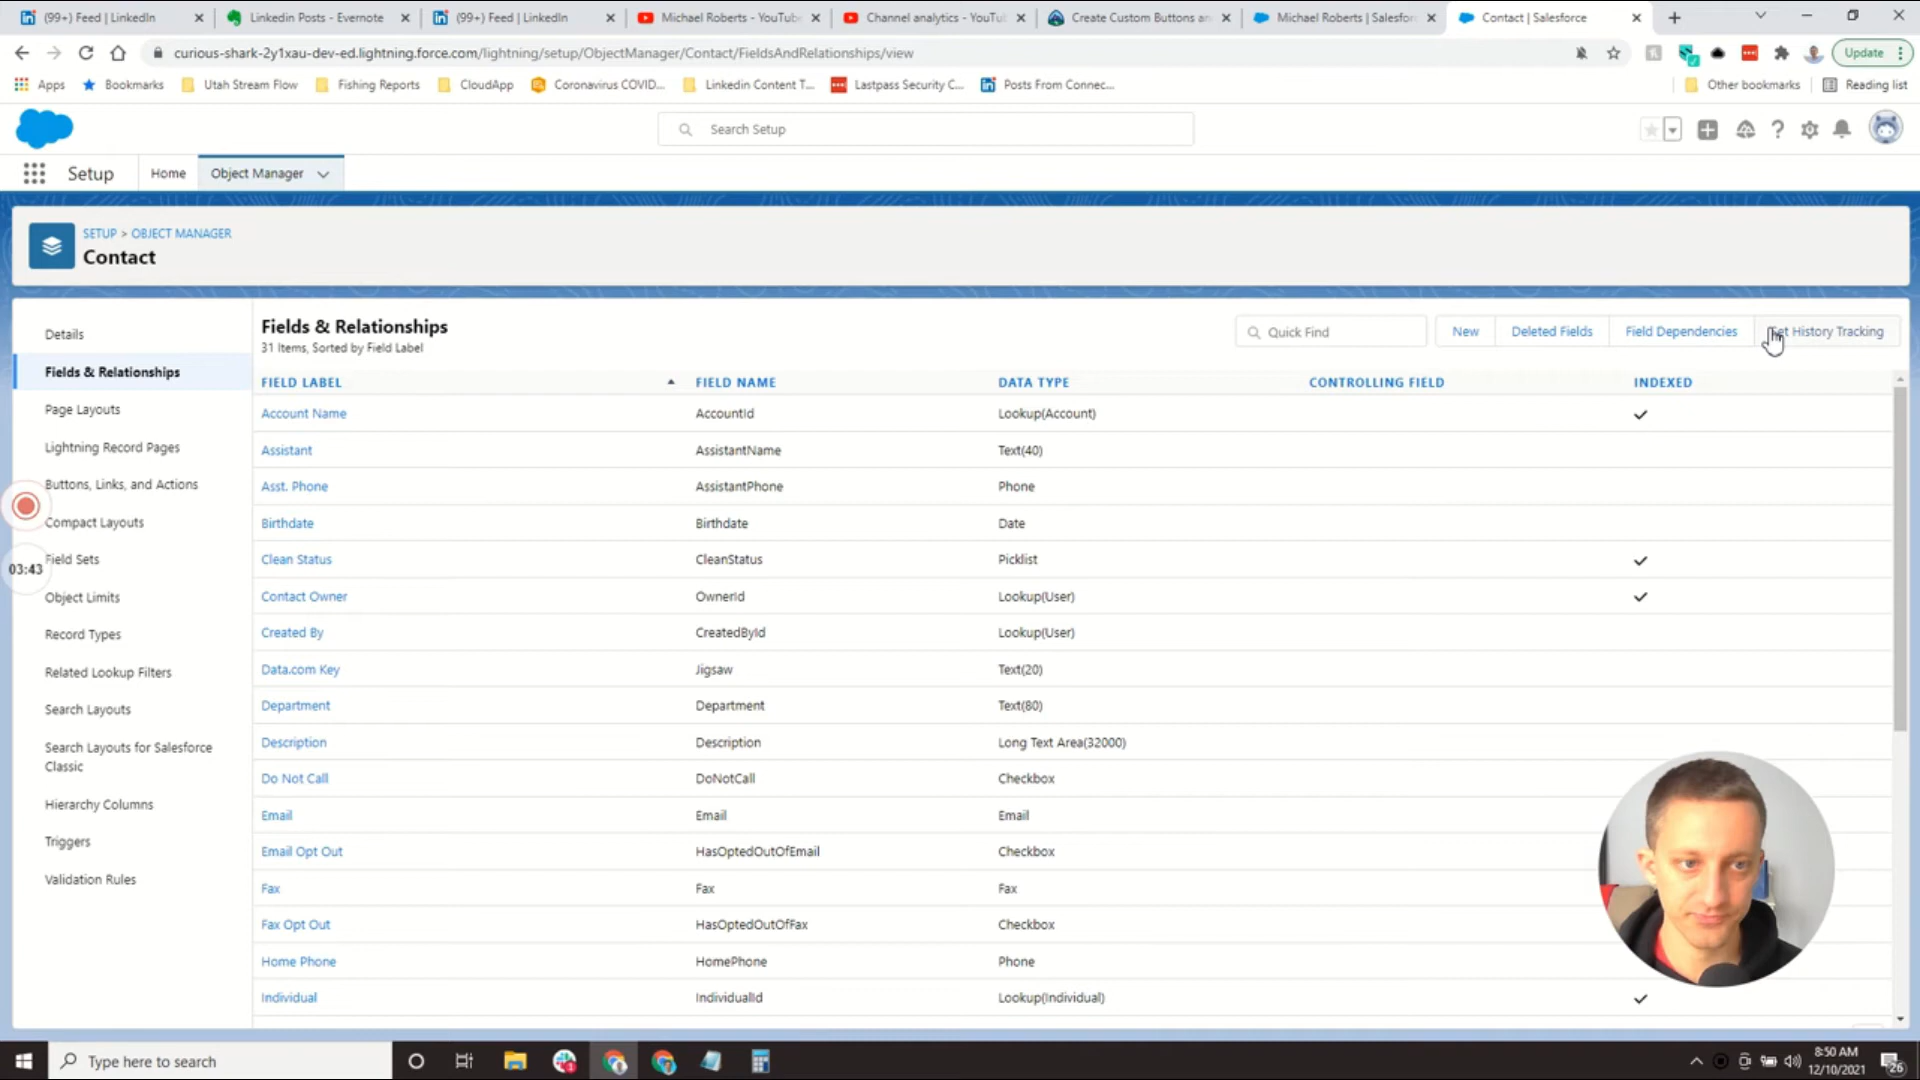 (99+) Feed | LinkedIn
Linkedin Posts - Evernote
(99+) Feed | LinkedIn
Michael Roberts - YouTube
Channel analytics - YouTu
Create Custom Buttons an
Michael Roberts | Salesfor
Contact | Salesforce
curious-shark-2y1xau-dev-ed.lightning.force.com/lightning/setup/ObjectManager/Contact/FieldsAndRelationships/view
Update
Apps
Bookmarks
Utah Stream Flow
Fishing Reports
CloudApp
Coronavirus COVID...
Linkedin Content T...
Lastpass Security C...
Posts From Connec...
Other bookmarks
Reading list
Search Setup
Setup
Home
Object Manager
SETUP > OBJECT MANAGER
Contact
Details
Fields & Relationships
Page Layouts
Lightning Record Pages
Buttons, Links, and Actions
Compact Layouts
Field Sets
Object Limits
Record Types
Related Lookup Filters
Search Layouts
Search Layouts for Salesforce
Classic
Hierarchy Columns
Triggers
Validation Rules
03:43
Fields & Relationships
31 Items, Sorted by Field Label
Quick Find
New
Deleted Fields
Field Dependencies
History Tracking
FIELD LABEL FIELD NAME DATA TYPE CONTROLLING FIELD INDEXED
Account Name AccountId Lookup(Account)
Assistant AssistantName Text(40)
Asst. Phone AssistantPhone Phone
Birthdate Birthdate Date
Clean Status CleanStatus Picklist
Contact Owner OwnerId Lookup(User)
Created By CreatedById Lookup(User)
Data.com Key Jigsaw Text(20)
Department Department Text(80)
Description Description Long Text Area(32000)
Do Not Call DoNotCall Checkbox
Email Email Email
Email Opt Out HasOptedOutOfEmail Checkbox
Fax Fax Fax
Fax Opt Out HasOptedOutOfFax Checkbox
Home Phone HomePhone Phone
Individual IndividualId Lookup(Individual)
Type here to search
8:50 AM
12/10/2021
26